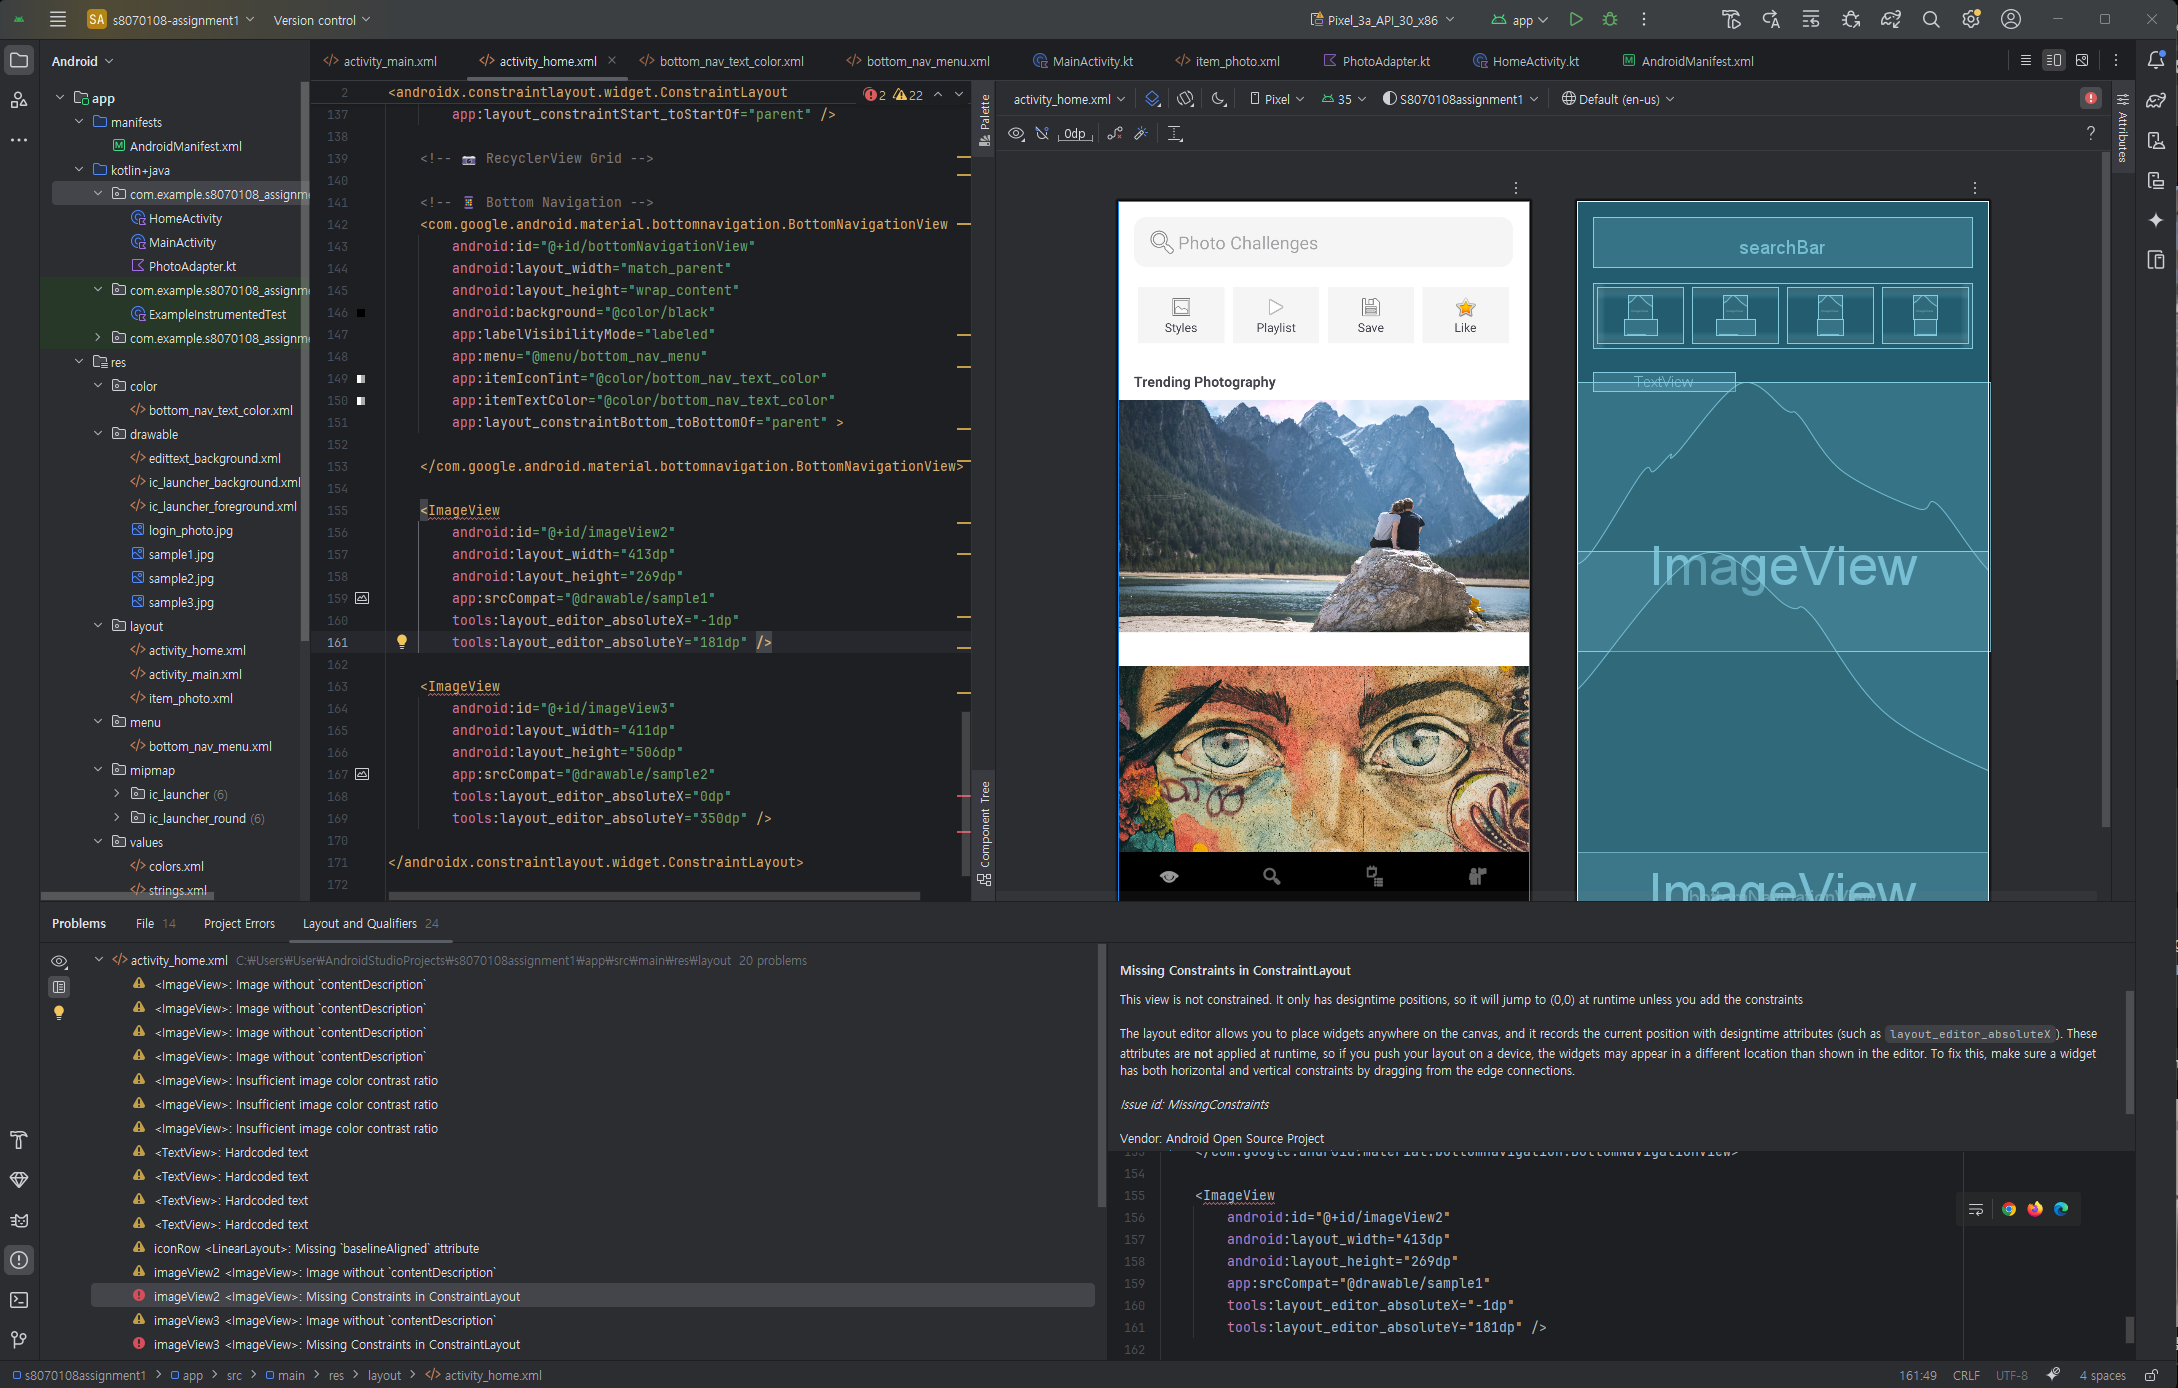 SA s8070108-assignment1 Version control Pixel_3a_API_30_x86 app
Android
activity_main.xml activity_home.xml bottom_nav_text_color.xml bottom_nav_menu.xml MainActivity.kt item_photo.xml PhotoAdapter.kt HomeActivity.kt AndroidManifest.xml
app
manifests
AndroidManifest.xml
kotlin+java
com.example.s8070108_assignm
HomeActivity
MainActivity
PhotoAdapter.kt
com.example.s8070108_assignm
ExampleInstrumentedTest
com.example.s8070108_assignm
res
color
bottom_nav_text_color.xml
drawable
edittext_background.xml
ic_launcher_background.xml
ic_launcher_foreground.xml
login_photo.jpg
sample1.jpg
sample2.jpg
sample3.jpg
layout
activity_home.xml
activity_main.xml
item_photo.xml
menu
bottom_nav_menu.xml
mipmap
ic_launcher (6)
ic_launcher_round (6)
values
colors.xml
strings.xml
2 <androidx.constraintlayout.widget.ConstraintLayout 2 22
137 app:layout_constraintStart_toStartOf="parent" />
138
139 <!-- 📷 RecyclerView Grid -->
140
141 <!-- 📱 Bottom Navigation -->
142 <com.google.android.material.bottomnavigation.BottomNavigationView
143 android:id="@+id/bottomNavigationView"
144 android:layout_width="match_parent"
145 android:layout_height="wrap_content"
146 android:background="@color/black"
147 app:labelVisibilityMode="labeled"
148 app:menu="@menu/bottom_nav_menu"
149 app:itemIconTint="@color/bottom_nav_text_color"
150 app:itemTextColor="@color/bottom_nav_text_color"
151 app:layout_constraintBottom_toBottomOf="parent" >
152
153 </com.google.android.material.bottomnavigation.BottomNavigationView>
154
155 <ImageView
156 android:id="@+id/imageView2"
157 android:layout_width="413dp"
158 android:layout_height="269dp"
159 app:srcCompat="@drawable/sample1"
160 tools:layout_editor_absoluteX="-1dp"
161 tools:layout_editor_absoluteY="181dp" />
162
163 <ImageView
164 android:id="@+id/imageView3"
165 android:layout_width="411dp"
166 android:layout_height="506dp"
167 app:srcCompat="@drawable/sample2"
168 tools:layout_editor_absoluteX="0dp"
169 tools:layout_editor_absoluteY="350dp" />
170
171 </androidx.constraintlayout.widget.ConstraintLayout>
172
Palette
Component Tree
activity_home.xml Pixel 35 S8070108assignment1 Default (en-us)
0dp ?
Attributes
Photo Challenges
Styles Playlist Save Like
Trending Photography
searchBar
TextView
ImageView
ImageView
bottomNavigationView
Problems File 14 Project Errors Layout and Qualifiers 24
activity_home.xml C:₩Users₩User₩AndroidStudioProjects₩s8070108assignment1₩app₩src₩main₩res₩layout 20 problems
<ImageView>: Image without `contentDescription`
<ImageView>: Image without `contentDescription`
<ImageView>: Image without `contentDescription`
<ImageView>: Image without `contentDescription`
<ImageView>: Insufficient image color contrast ratio
<ImageView>: Insufficient image color contrast ratio
<ImageView>: Insufficient image color contrast ratio
<TextView>: Hardcoded text
<TextView>: Hardcoded text
<TextView>: Hardcoded text
<TextView>: Hardcoded text
iconRow <LinearLayout>: Missing `baselineAligned` attribute
imageView2 <ImageView>: Image without `contentDescription`
imageView2 <ImageView>: Missing Constraints in ConstraintLayout
imageView3 <ImageView>: Image without `contentDescription`
imageView3 <ImageView>: Missing Constraints in ConstraintLayout
Missing Constraints in ConstraintLayout
This view is not constrained. It only has designtime positions, so it will jump to (0,0) at runtime unless you add the constraints
The layout editor allows you to place widgets anywhere on the canvas, and it records the current position with designtime attributes (such as layout_editor_absoluteX). These
attributes are not applied at runtime, so if you push your layout on a device, the widgets may appear in a different location than shown in the editor. To fix this, make sure a widget
has both horizontal and vertical constraints by dragging from the edge connections.
Issue id: MissingConstraints
Vendor: Android Open Source Project
153 </com.google.android.material.bottomnavigation.BottomNavigationView>
154
155 <ImageView
156 android:id="@+id/imageView2"
157 android:layout_width="413dp"
158 android:layout_height="269dp"
159 app:srcCompat="@drawable/sample1"
160 tools:layout_editor_absoluteX="-1dp"
161 tools:layout_editor_absoluteY="181dp" />
162
s8070108assignment1 > app > src > main > res > layout > activity_home.xml 161:49 CRLF UTF-8 4 spaces